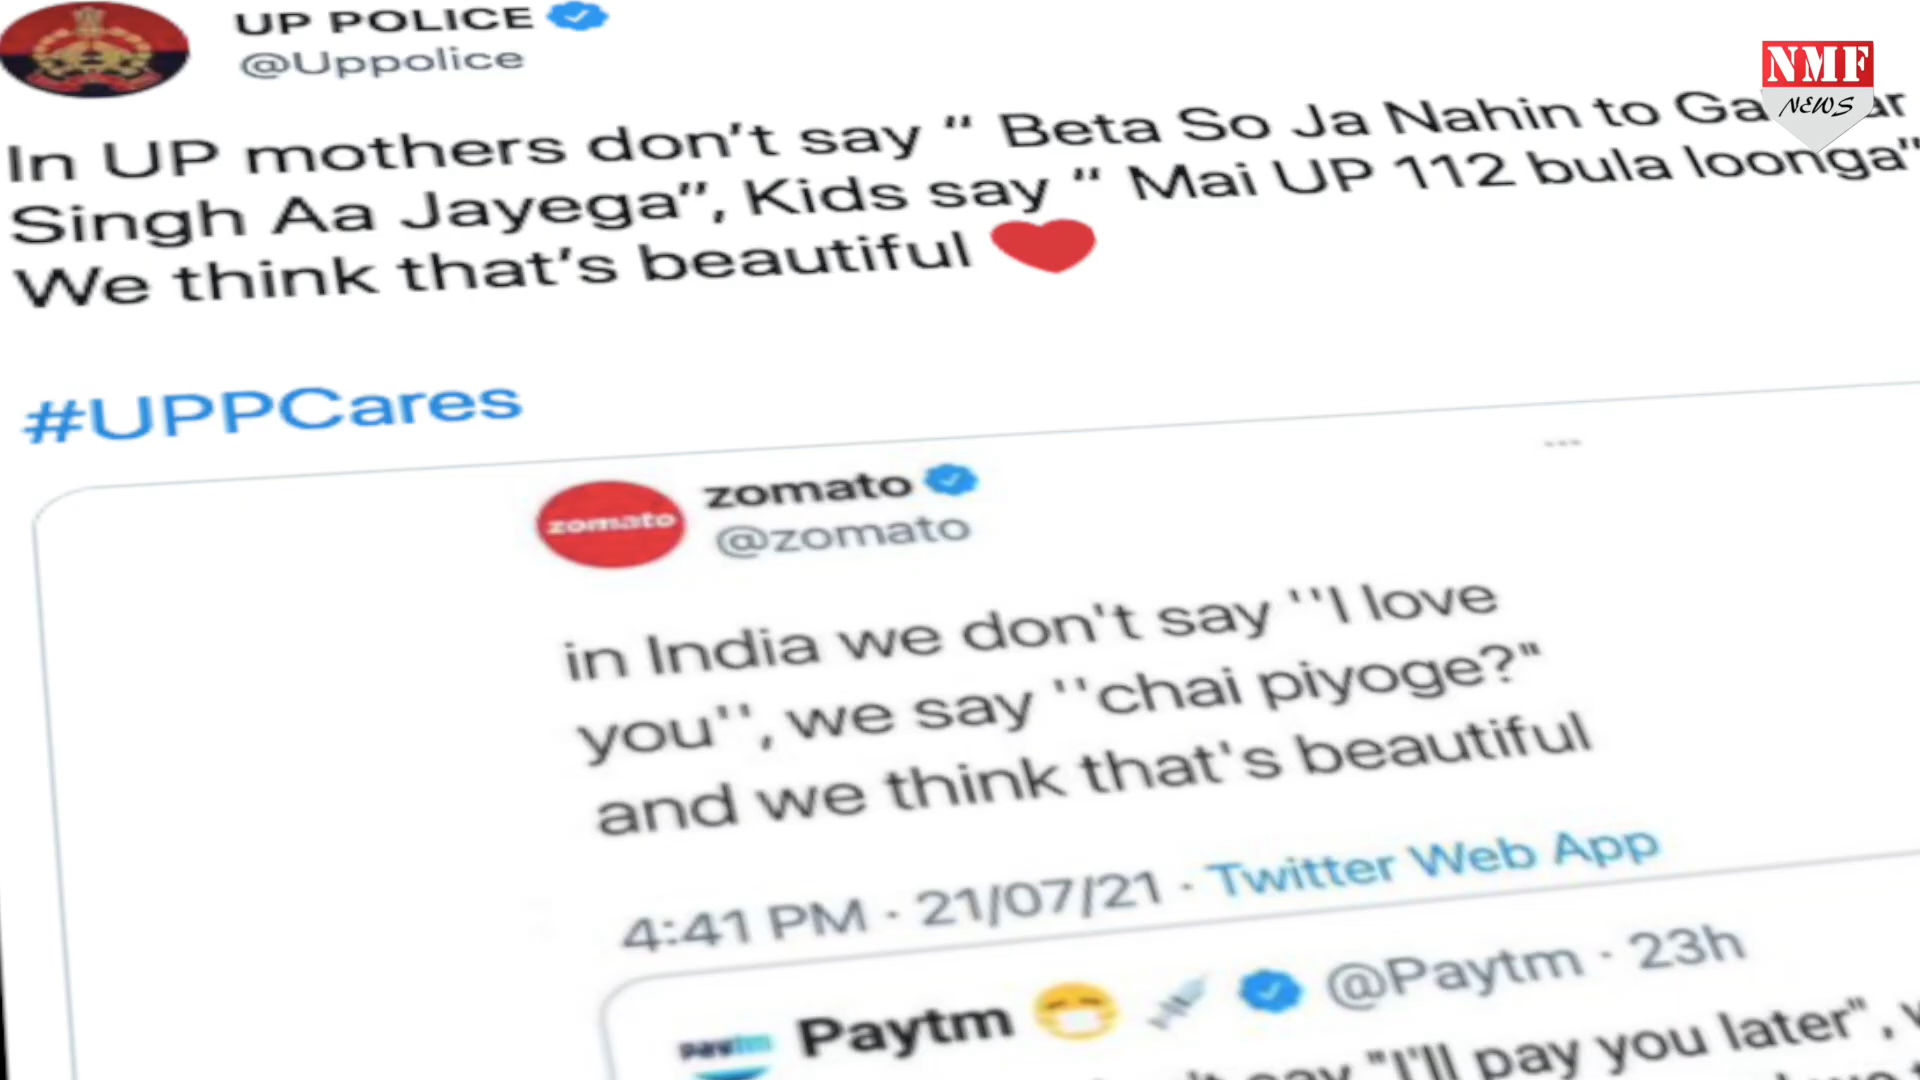 UP POLICE
@Uppolice
NMF
NEWS
In UP mothers don't say “ Beta So Ja Nahin to
Singh Aa Jayega”, Kids say “ Mai UP 112 bula loonga”
We think that's beautiful ❤️
#UPPCares
zomato
zomato
@zomato
in India we don't say ''I love
you'', we say ''chai piyoge?"
and we think that's beautiful
4:41 PM · 21/07/21 · Twitter Web App
paytm
Paytm 😷 💉 @Paytm · 23h
say "I'll pay you later",